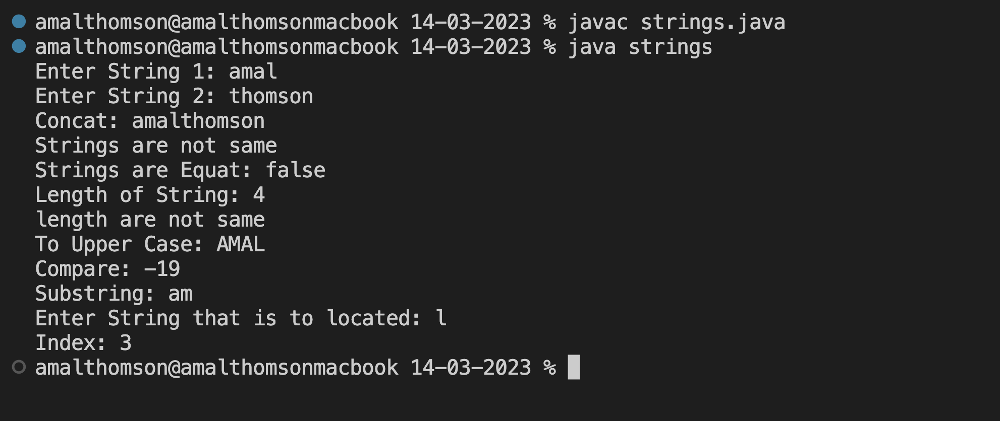 amalthomson@amalthomsonmacbook 14-03-2023 % javac strings.java
amalthomson@amalthomsonmacbook 14-03-2023 % java strings
Enter String 1: amal
Enter String 2: thomson
Concat: amalthomson
Strings are not same
Strings are Equat: false
Length of String: 4
length are not same
To Upper Case: AMAL
Compare: -19
Substring: am
Enter String that is to located: l
Index: 3
amalthomson@amalthomsonmacbook 14-03-2023 %